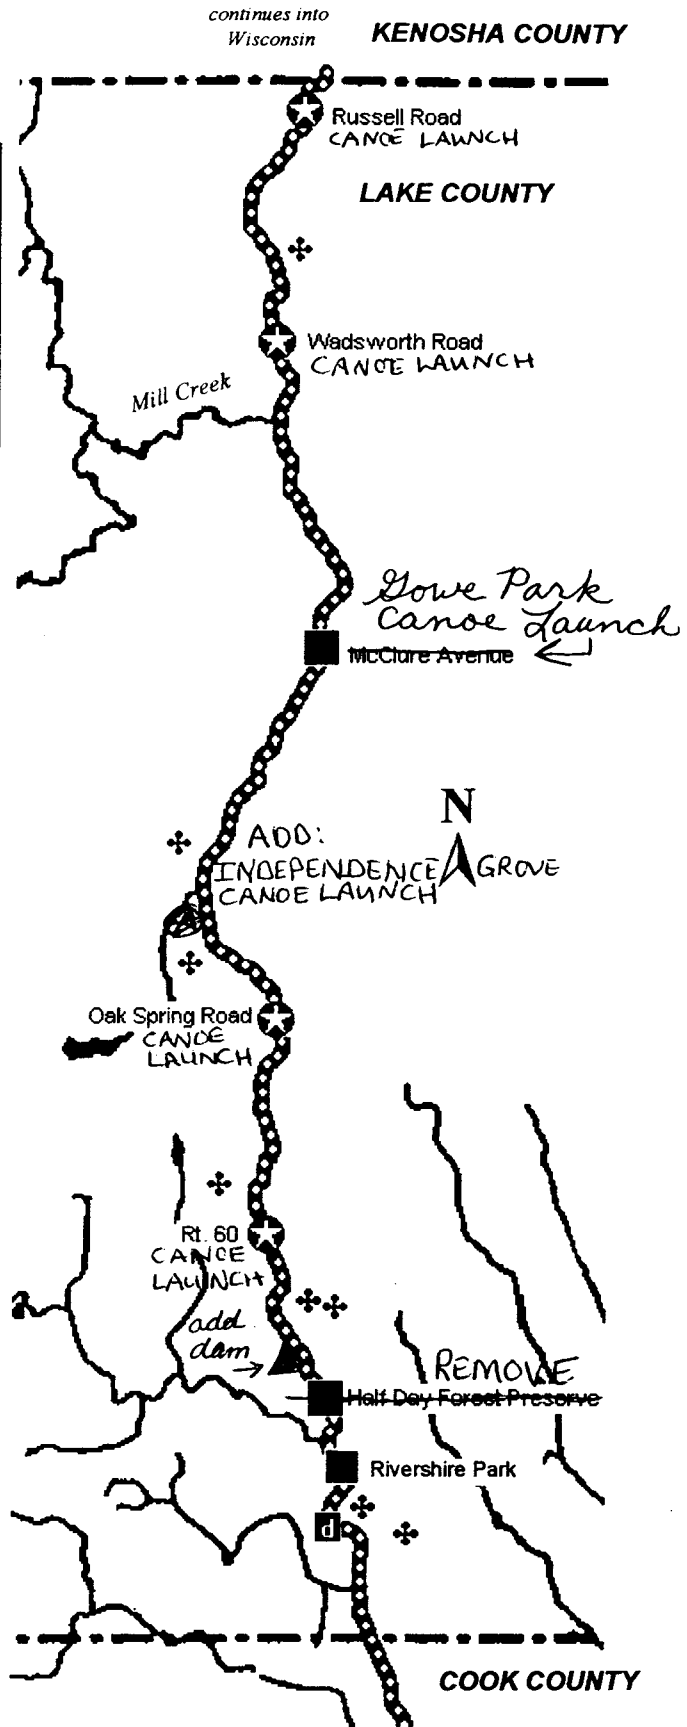 continues into
Wisconsin
KENOSHA COUNTY
Russell Road
CANOE LAUNCH
LAKE COUNTY
Wadsworth Road
CANOE LAUNCH
Mill Creek
Gowe Park
Canoe Launch
McClure Avenue
N
ADD:
INDEPENDENCE GROVE
CANOE LAUNCH
Oak Spring Road
CANOE
LAUNCH
Rt. 60
CANOE
LAUNCH
add
dam
REMOVE
Half Day Forest Preserve
Rivershire Park
d
COOK COUNTY